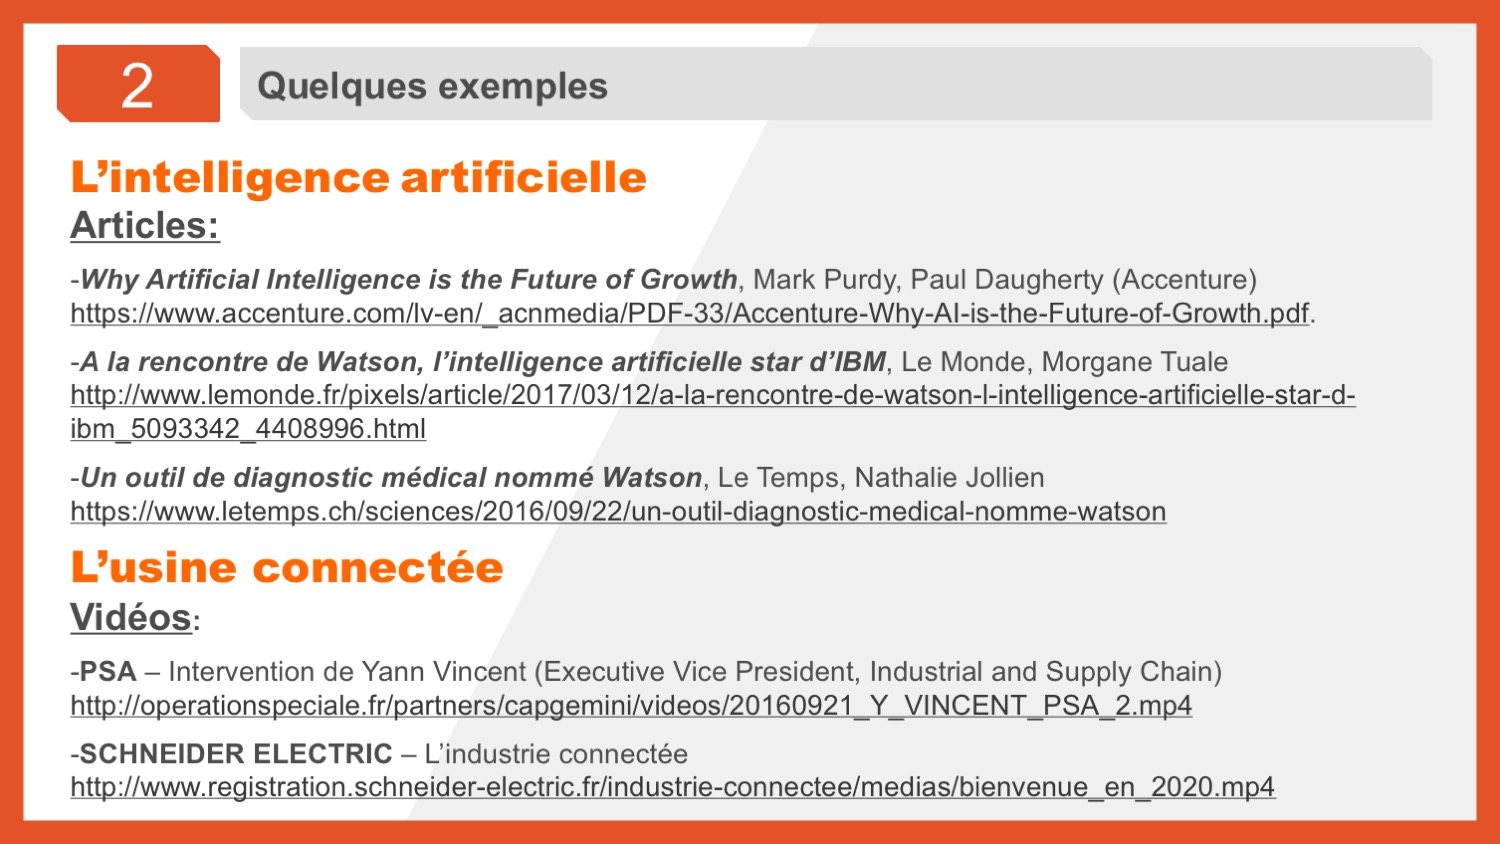 2
Quelques exemples
L’intelligence artificielle
Articles:
-Why Artificial Intelligence is the Future of Growth, Mark Purdy, Paul Daugherty (Accenture)
https://www.accenture.com/lv-en/_acnmedia/PDF-33/Accenture-Why-AI-is-the-Future-of-Growth.pdf.
-A la rencontre de Watson, l’intelligence artificielle star d’IBM, Le Monde, Morgane Tuale
http://www.lemonde.fr/pixels/article/2017/03/12/a-la-rencontre-de-watson-l-intelligence-artificielle-star-d-
ibm_5093342_4408996.html
-Un outil de diagnostic médical nommé Watson, Le Temps, Nathalie Jollien
https://www.letemps.ch/sciences/2016/09/22/un-outil-diagnostic-medical-nomme-watson
L’usine connectée
Vidéos:
-PSA – Intervention de Yann Vincent (Executive Vice President, Industrial and Supply Chain)
http://operationspeciale.fr/partners/capgemini/videos/20160921_Y_VINCENT_PSA_2.mp4
-SCHNEIDER ELECTRIC – L’industrie connectée
http://www.registration.schneider-electric.fr/industrie-connectee/medias/bienvenue_en_2020.mp4